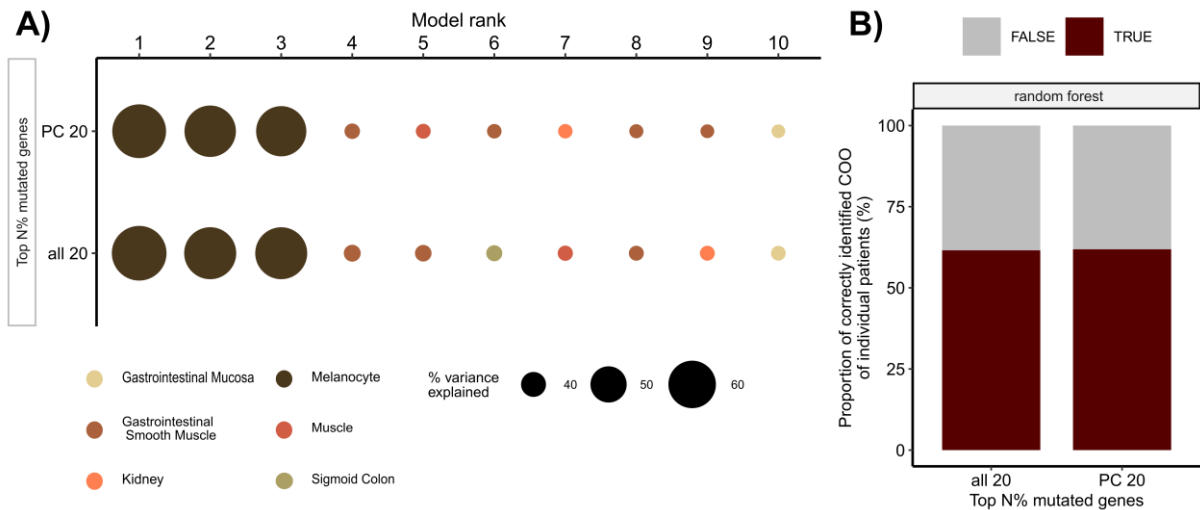 A)
Model rank
1 2 3 4 5 6 7 8 9 10
Top N% mutated genes
PC 20
all 20
Gastrointestinal Mucosa
Gastrointestinal
Smooth Muscle
Kidney
Melanocyte
Muscle
Sigmoid Colon
% variance
explained
40 50 60
B)
FALSE TRUE
random forest
Proportion of correctly identified COO
of individual patients (%)
100
75
50
25
0
all 20 PC 20
Top N% mutated genes